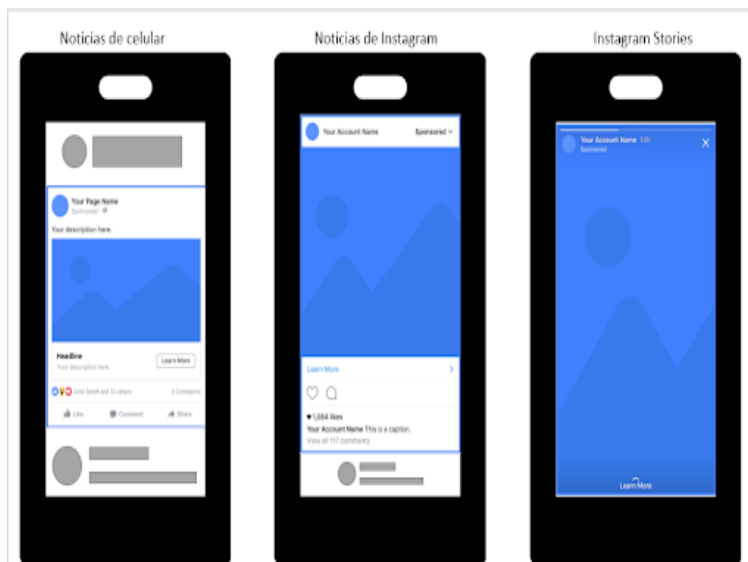 Noticias de celular
Your Page Name
Sponsored
Your description here.
Headline
Your description here.
Learn More
John Smith and 23 others
2 Comments
Like
Comment
Share
Noticias de Instagram
Your Account Name
Sponsored
Learn More
1,084 likes
Your Account Name This is a caption.
View all 117 comments
Instagram Stories
Your Account Name
Sponsored
Learn More